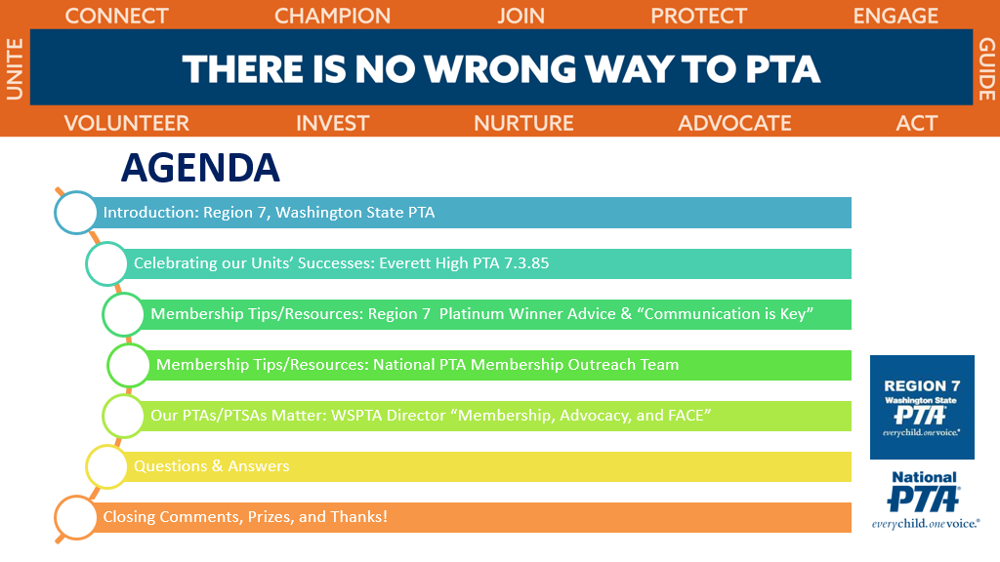 CONNECT CHAMPION JOIN PROTECT ENGAGE
UNITE
THERE IS NO WRONG WAY TO PTA
GUIDE
VOLUNTEER INVEST NURTURE ADVOCATE ACT
AGENDA
Introduction: Region 7, Washington State PTA
Celebrating our Units’ Successes: Everett High PTA 7.3.85
Membership Tips/Resources: Region 7  Platinum Winner Advice & “Communication is Key”
Membership Tips/Resources: National PTA Membership Outreach Team
Our PTAs/PTSAs Matter: WSPTA Director “Membership, Advocacy, and FACE”
Questions & Answers
Closing Comments, Prizes, and Thanks!
REGION 7
Washington State
PTA®
everychild.onevoice.®
National
PTA®
everychild.onevoice.®